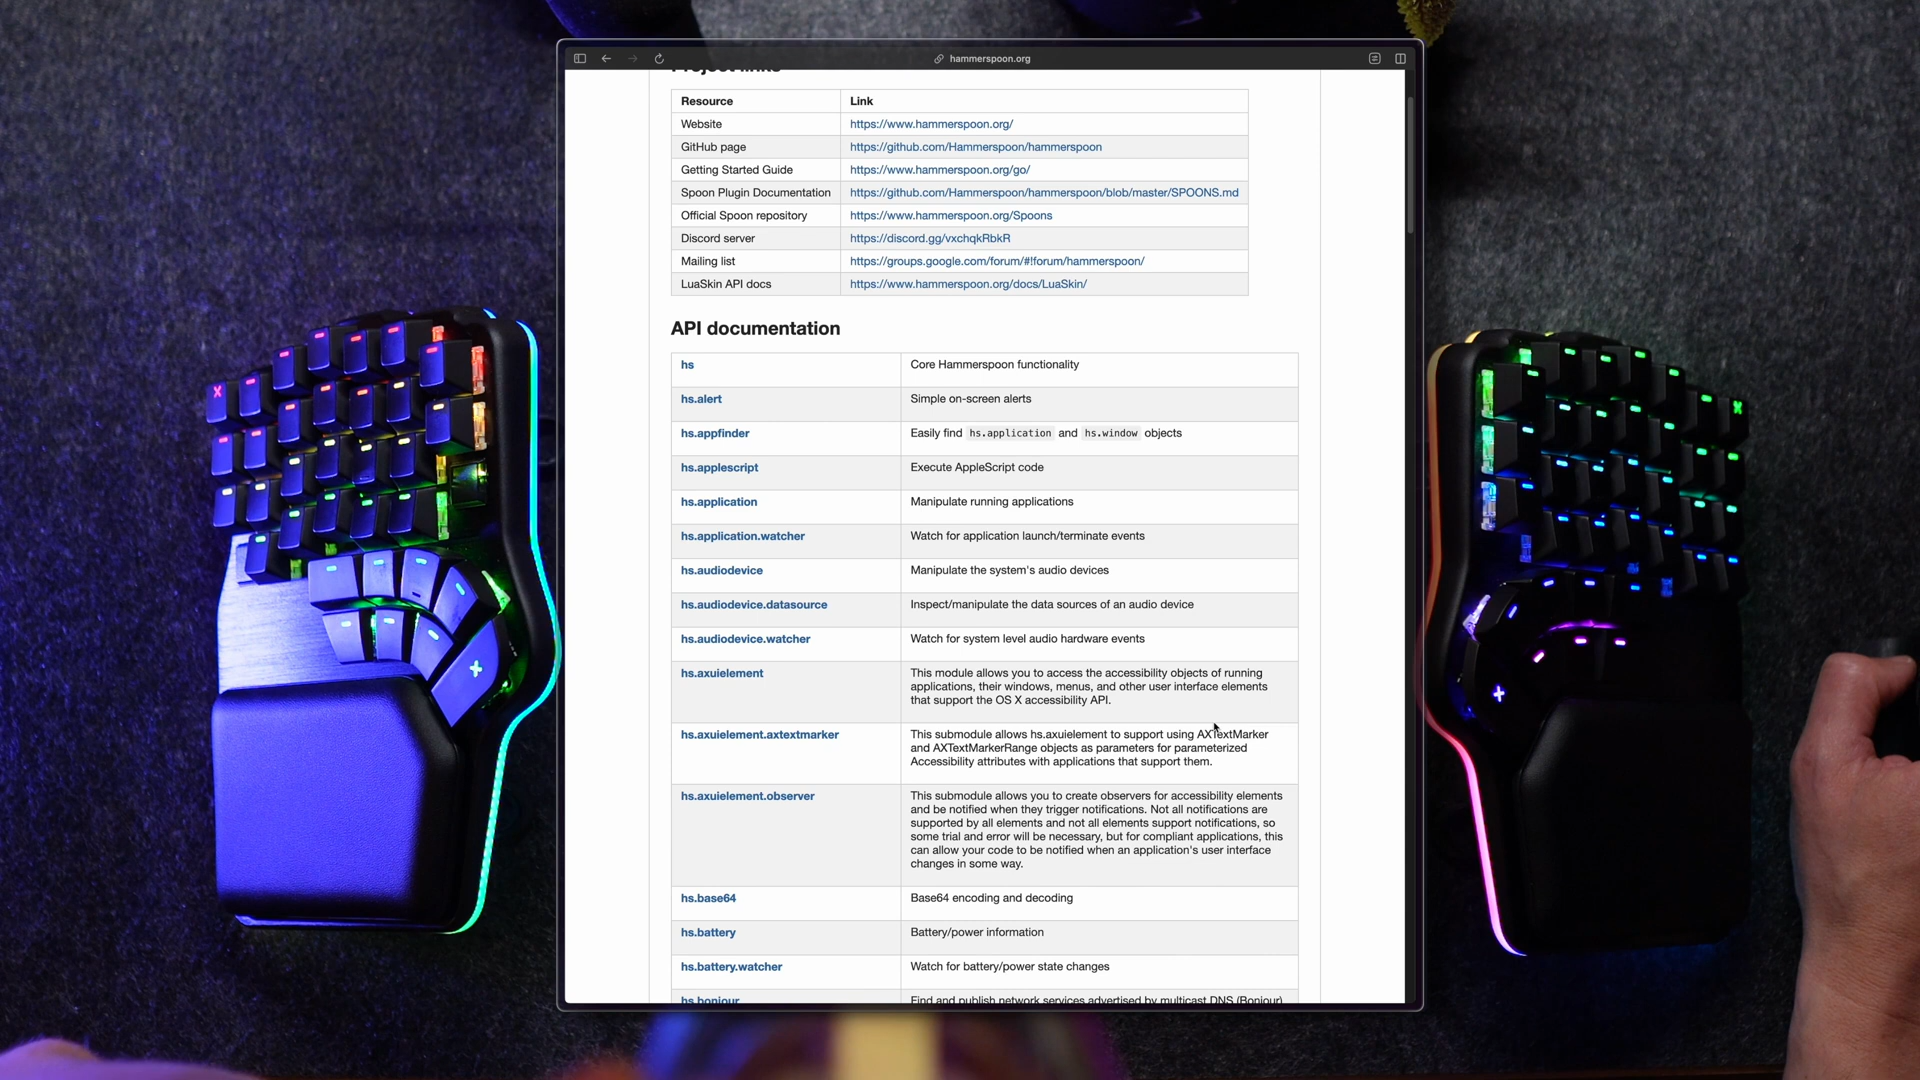 hammerspoon.org
Project links
Resource Link
Website https://www.hammerspoon.org/
GitHub page https://github.com/Hammerspoon/hammerspoon
Getting Started Guide https://www.hammerspoon.org/go/
Spoon Plugin Documentation https://github.com/Hammerspoon/hammerspoon/blob/master/SPOONS.md
Official Spoon repository https://www.hammerspoon.org/Spoons
Discord server https://discord.gg/vxchqkRbkR
Mailing list https://groups.google.com/forum/#!forum/hammerspoon/
LuaSkin API docs https://www.hammerspoon.org/docs/LuaSkin/
API documentation
hs Core Hammerspoon functionality
hs.alert Simple on-screen alerts
hs.appfinder Easily find hs.application and hs.window objects
hs.applescript Execute AppleScript code
hs.application Manipulate running applications
hs.application.watcher Watch for application launch/terminate events
hs.audiodevice Manipulate the system's audio devices
hs.audiodevice.datasource Inspect/manipulate the data sources of an audio device
hs.audiodevice.watcher Watch for system level audio hardware events
hs.axuielement This module allows you to access the accessibility objects of running
applications, their windows, menus, and other user interface elements
that support the OS X accessibility API.
hs.axuielement.axtextmarker This submodule allows hs.axuielement to support using AXTextMarker
and AXTextMarkerRange objects as parameters for parameterized
Accessibility attributes with applications that support them.
hs.axuielement.observer This submodule allows you to create observers for accessibility elements
and be notified when they trigger notifications. Not all notifications are
supported by all elements and not all elements support notifications, so
some trial and error will be necessary, but for compliant applications, this
can allow your code to be notified when an application's user interface
changes in some way.
hs.base64 Base64 encoding and decoding
hs.battery Battery/power information
hs.battery.watcher Watch for battery/power state changes
hs.bonjour Find and publish network services advertised by multicast DNS (Bonjour)